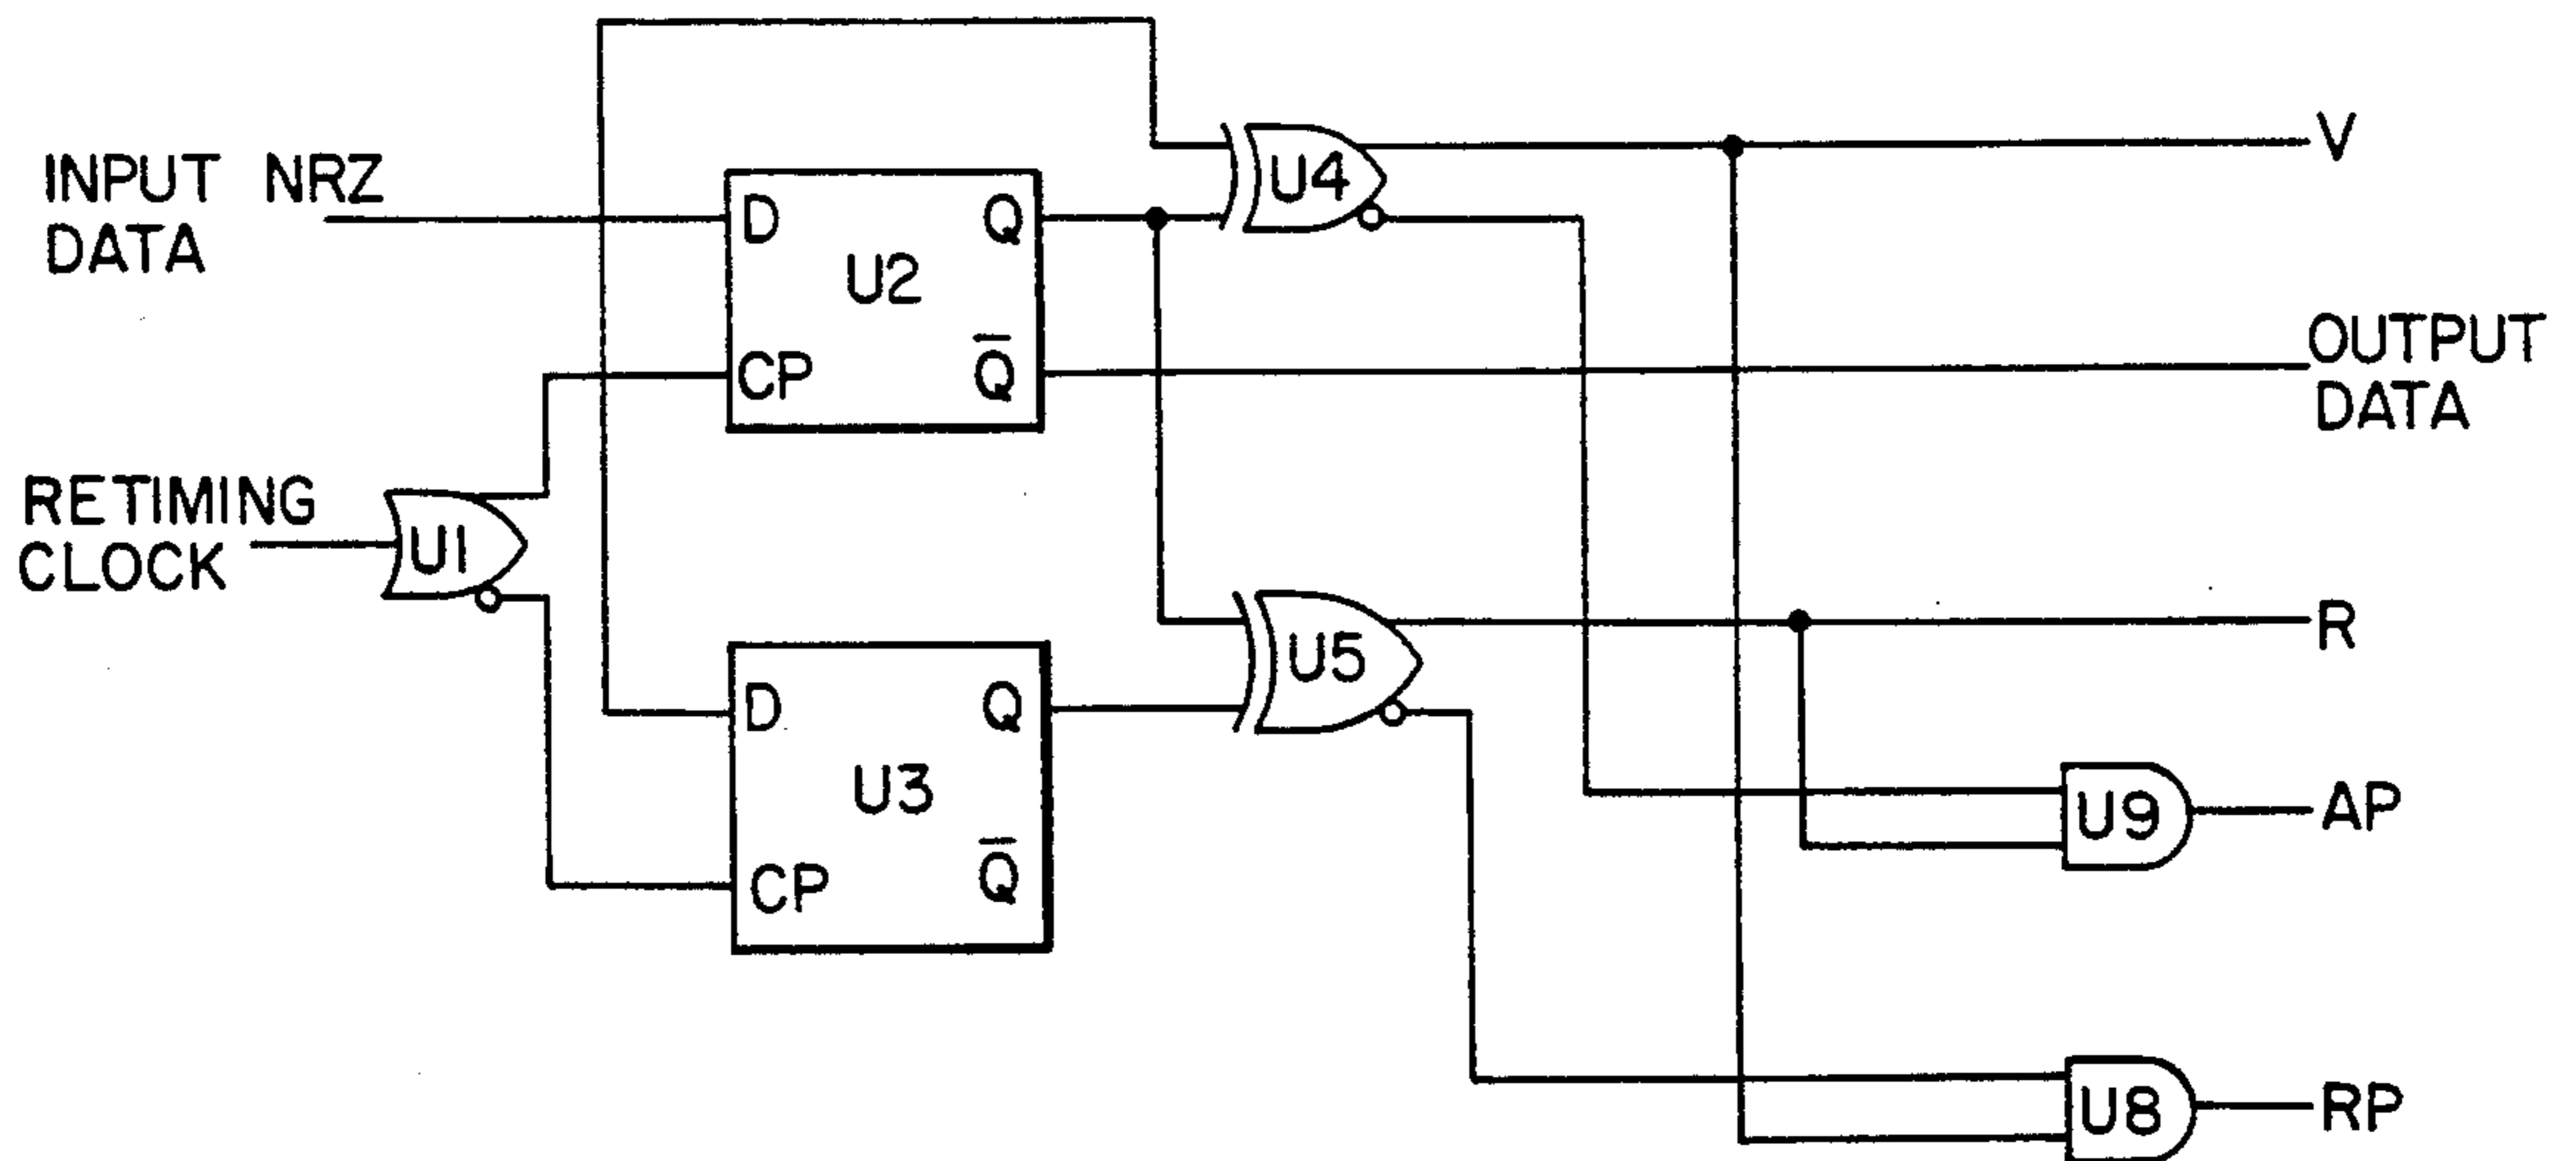 INPUT NRZ
DATA
RETIMING
CLOCK
U1
D
Q
U2
CP
Q̅
D
Q
U3
CP
Q̅
U4
U5
V
OUTPUT
DATA
R
U9
AP
U8
RP